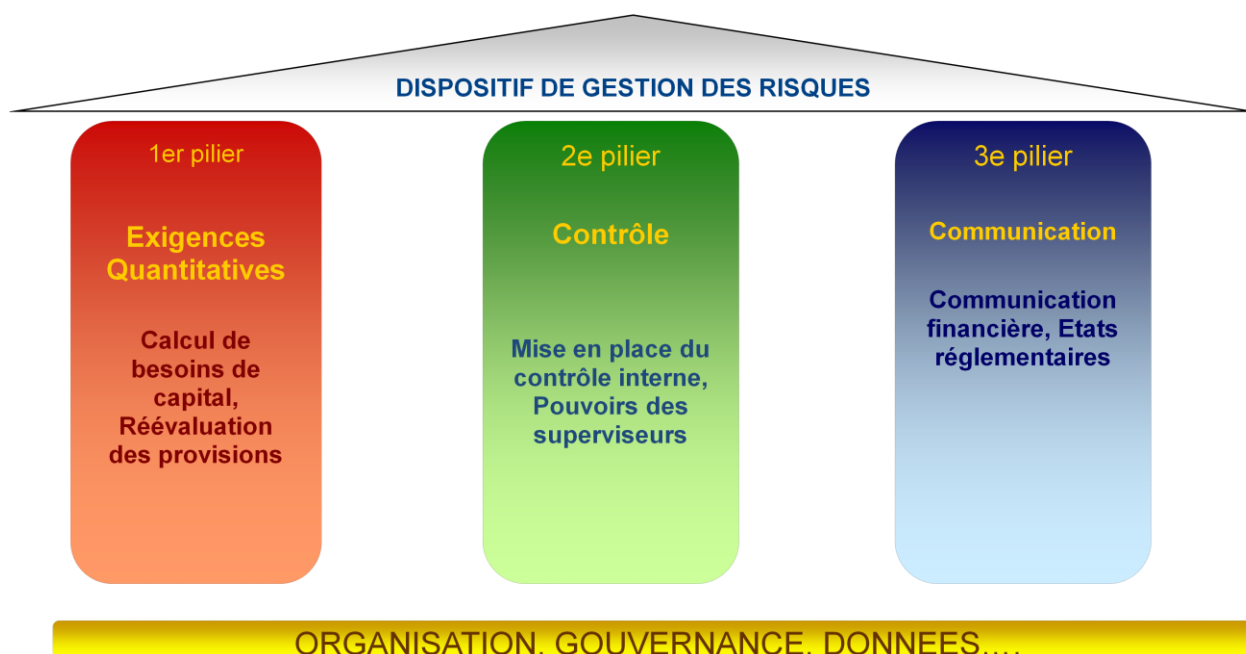 DISPOSITIF DE GESTION DES RISQUES
1er pilier
Exigences
Quantitatives
Calcul de
besoins de
capital,
Réévaluation
des provisions
2e pilier
Contrôle
Mise en place du
contrôle interne,
Pouvoirs des
superviseurs
3e pilier
Communication
Communication
financière, Etats
réglementaires
ORGANISATION, GOUVERNANCE, DONNEES....